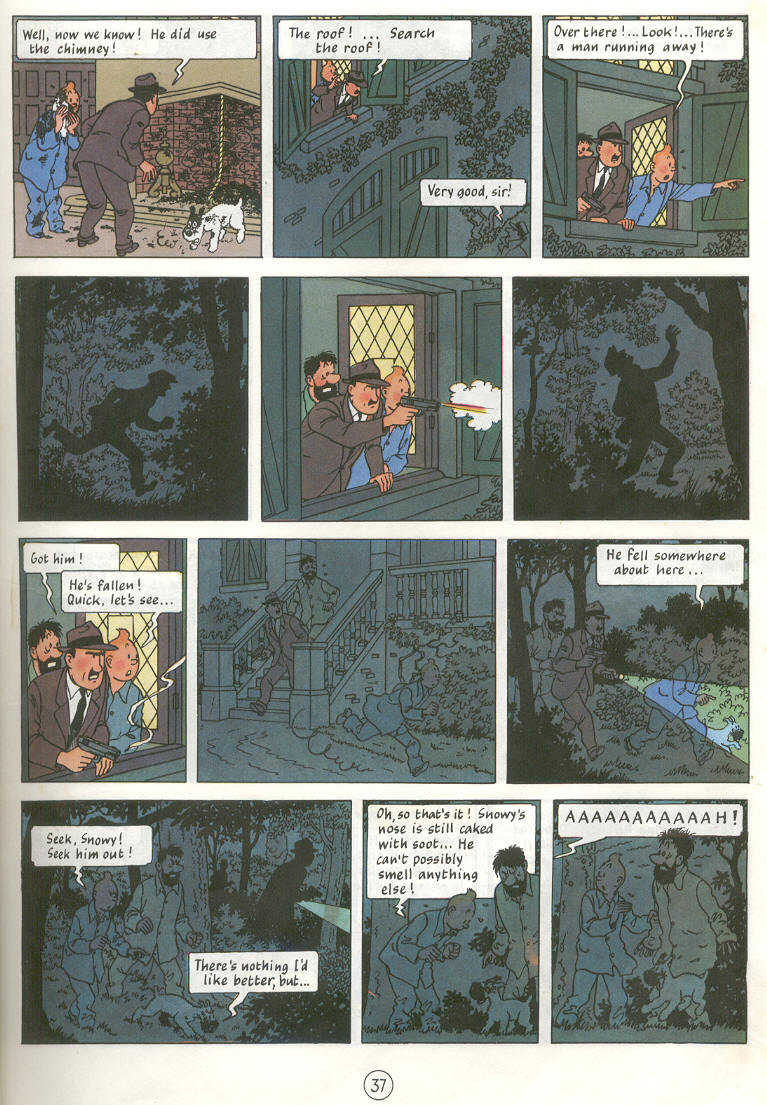 Well, now we know! He did use
the chimney!
The roof! ... Search
the roof!
Very good, sir!
Over there!...Look!...There's
a man running away!
Got him!
He's fallen!
Quick, let's see...
He fell somewhere
about here...
Seek, Snowy!
Seek him out!
There's nothing I'd
like better, but...
Oh, so that's it! Snowy's
nose is still caked
with soot... He
can't possibly
smell anything
else!
AAAAAAAAAAAH!
37